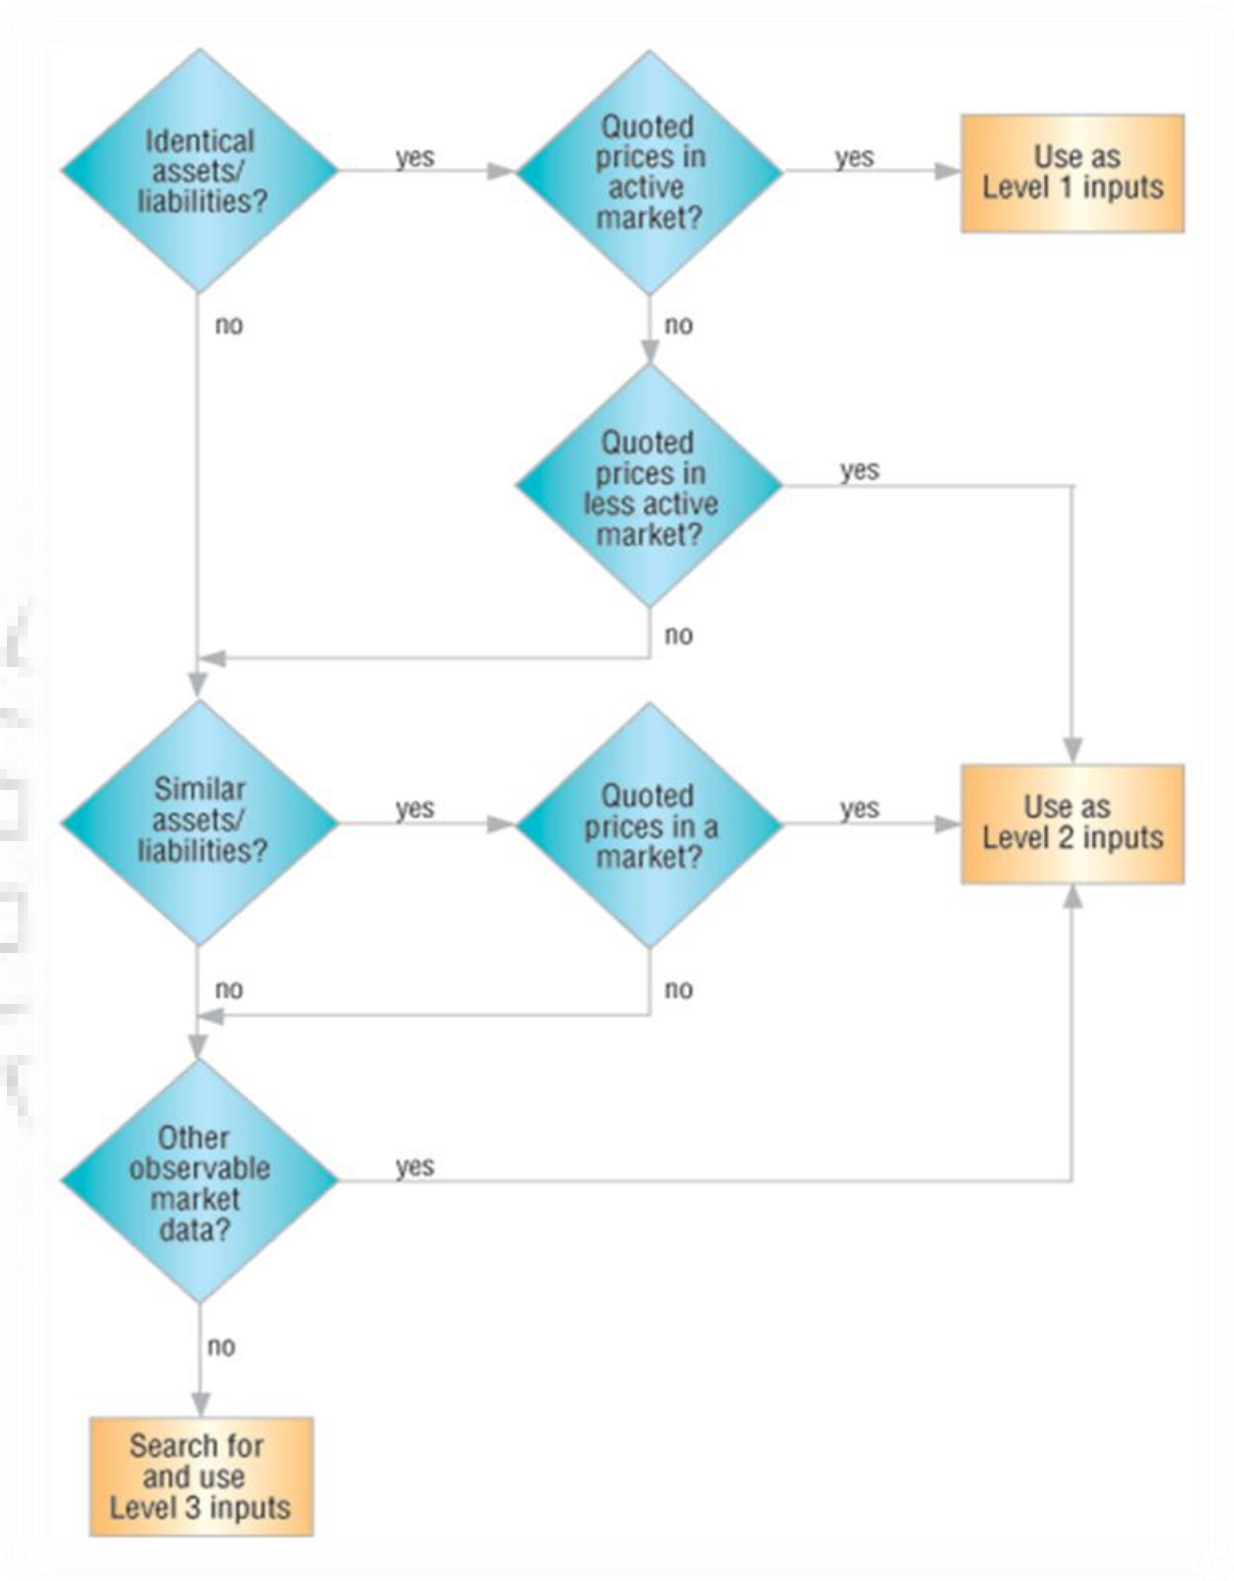 Identical
assets/
liabilities?
yes
Quoted
prices in
active
market?
yes
Use as
Level 1 inputs
no
no
Quoted
prices in
less active
market?
yes
no
Similar
assets/
liabilities?
yes
Quoted
prices in a
market?
yes
Use as
Level 2 inputs
no
no
Other
observable
market
data?
yes
no
Search for
and use
Level 3 inputs